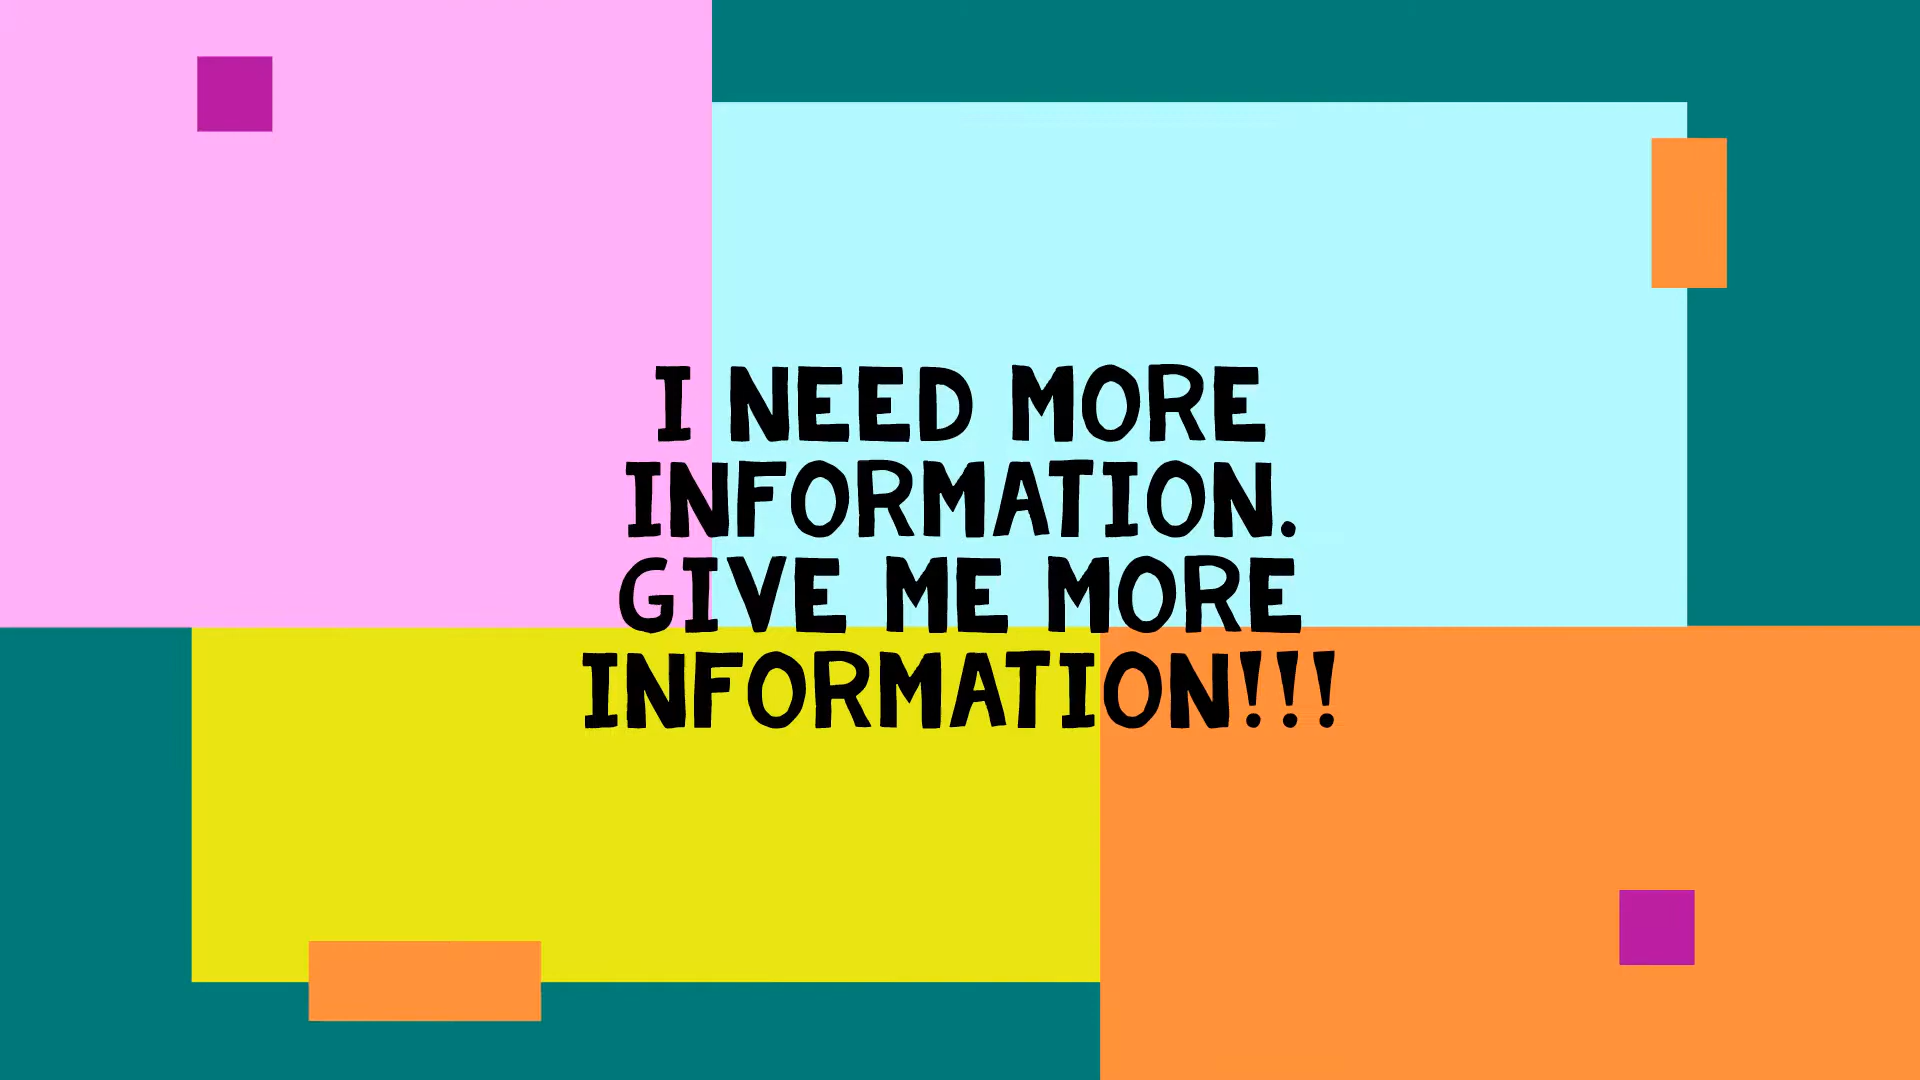 I NEED MORE
INFORMATION.
GIVE ME MORE
INFORMATION!!!